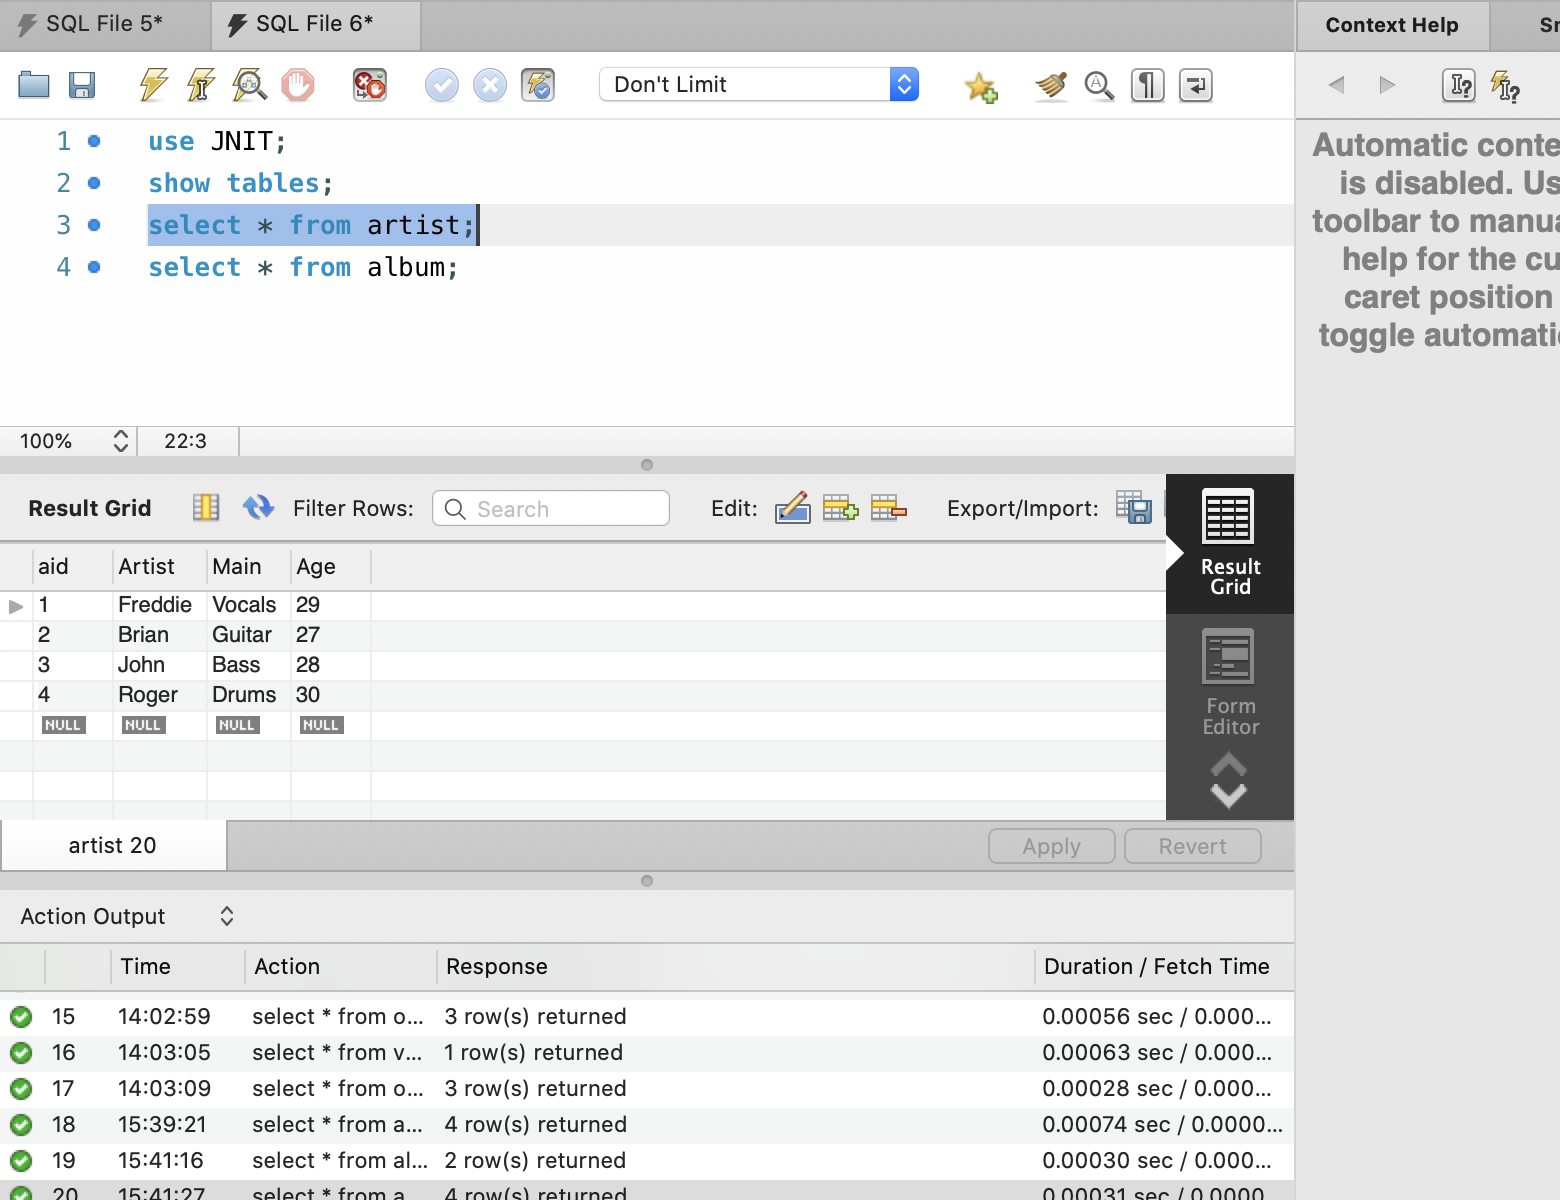 SQL File 5*
SQL File 6*
Context Help
Don't Limit
1 use JNIT;
2 show tables;
3 select * from artist;
4 select * from album;
Automatic conte
is disabled. Us
toolbar to manua
help for the cu
caret position
toggle automati
100% 22:3
Result Grid Filter Rows: Search Edit: Export/Import:
Result
Grid
Form
Editor
aid Artist Main Age
1 Freddie Vocals 29
2 Brian Guitar 27
3 John Bass 28
4 Roger Drums 30
NULL NULL NULL NULL
artist 20 Apply Revert
Action Output
Time Action Response Duration / Fetch Time
15 14:02:59 select * from o... 3 row(s) returned 0.00056 sec / 0.000...
16 14:03:05 select * from v... 1 row(s) returned 0.00063 sec / 0.000...
17 14:03:09 select * from o... 3 row(s) returned 0.00028 sec / 0.000...
18 15:39:21 select * from a... 4 row(s) returned 0.00074 sec / 0.0000...
19 15:41:16 select * from al... 2 row(s) returned 0.00030 sec / 0.000...
20 15:41:27 select * from a... 4 row(s) returned 0.00031 sec / 0.0000...